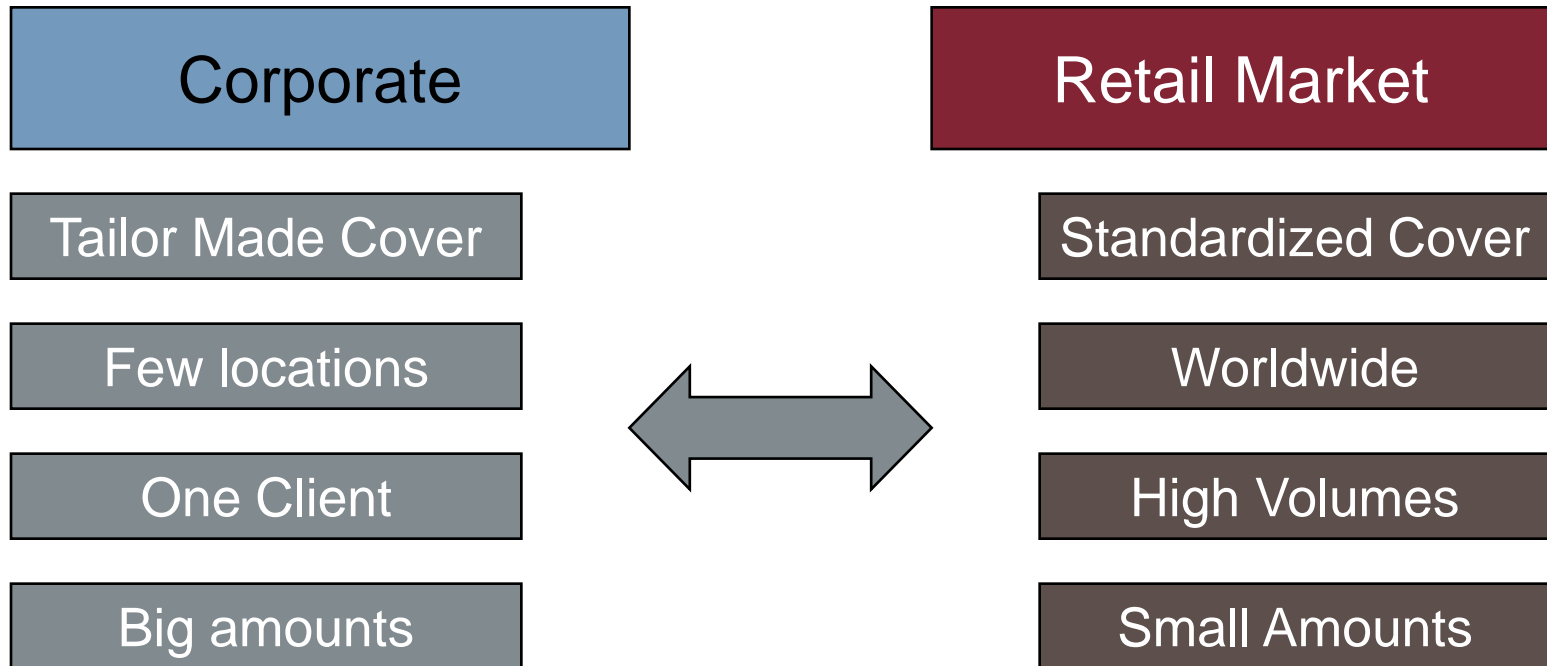 Corporate
Retail Market
Tailor Made Cover
Standardized Cover
Few locations
Worldwide
One Client
High Volumes
Big amounts
Small Amounts